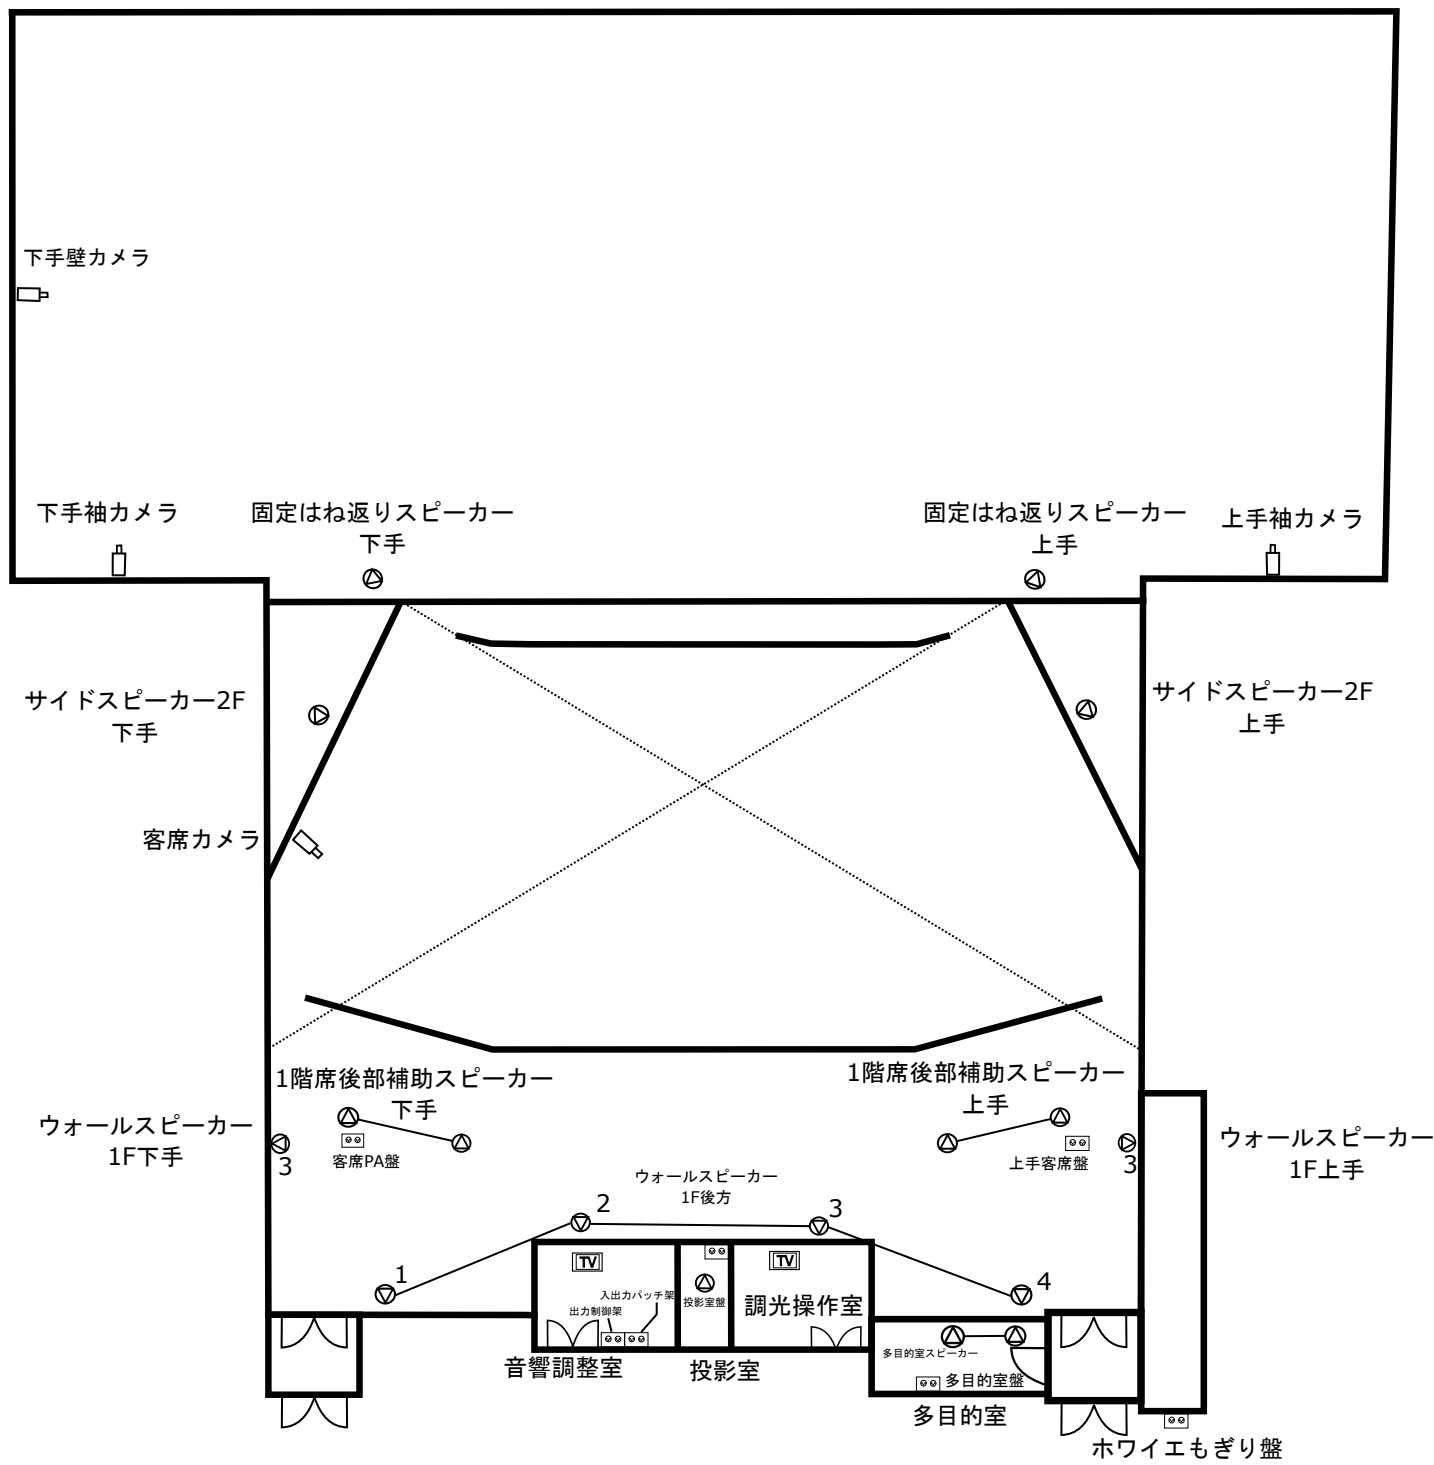 下手壁カメラ
下手袖カメラ
固定はね返りスピーカー
下手
固定はね返りスピーカー
上手
上手袖カメラ
サイドスピーカー2F
下手
サイドスピーカー2F
上手
客席カメラ
1階席後部補助スピーカー
下手
1階席後部補助スピーカー
上手
ウォールスピーカー
1F下手
3
客席PA盤
上手客席盤
3
ウォールスピーカー
1F上手
ウォールスピーカー
1F後方
1
2
3
4
TV
出力制御架
入出力パッチ架
投影室盤
TV
調光操作室
音響調整室
投影室
多目的室スピーカー
多目的室盤
多目的室
ホワイエもぎり盤